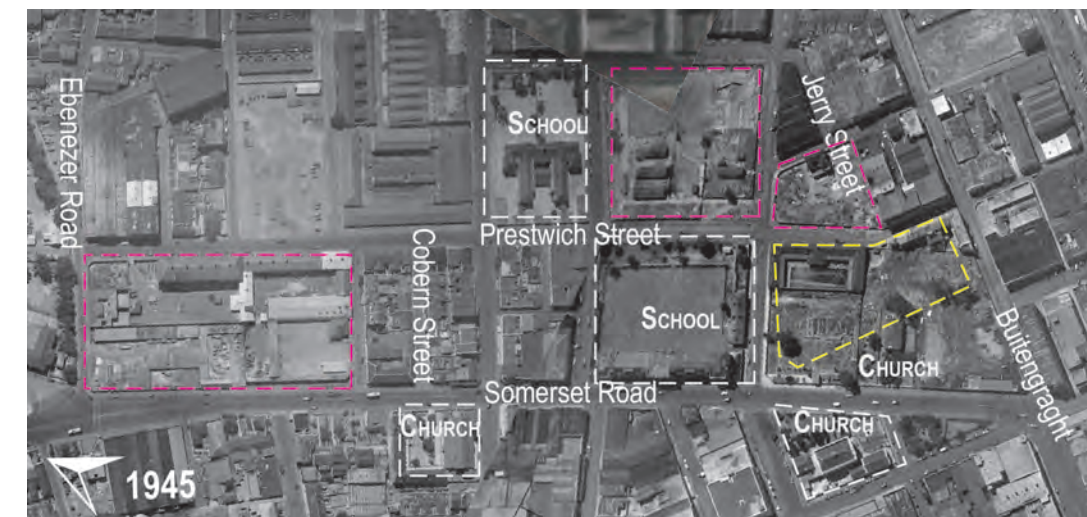 Ebenezer Road
SCHOOL
Jerry Street
Prestwich Street
Cobern Street
SCHOOL
Buitengraght
CHURCH
Somerset Road
CHURCH
CHURCH
1945